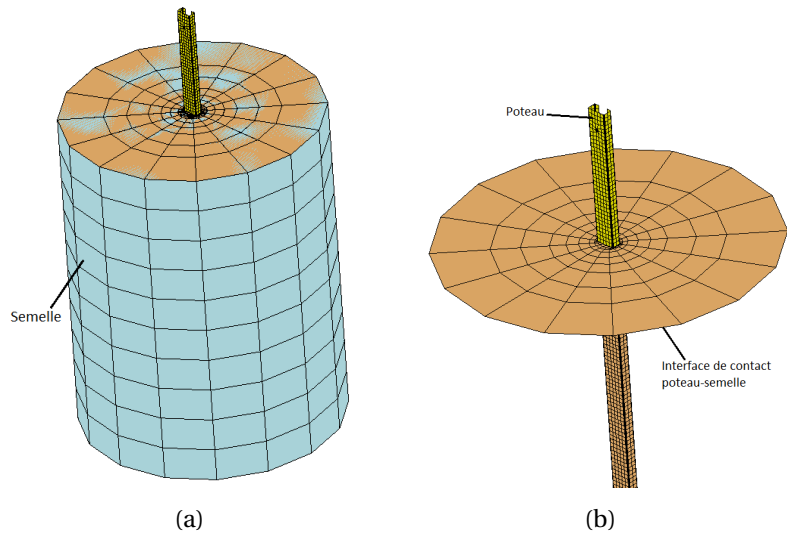 Semelle
(a)
Poteau
Interface de contact
poteau-semelle
(b)